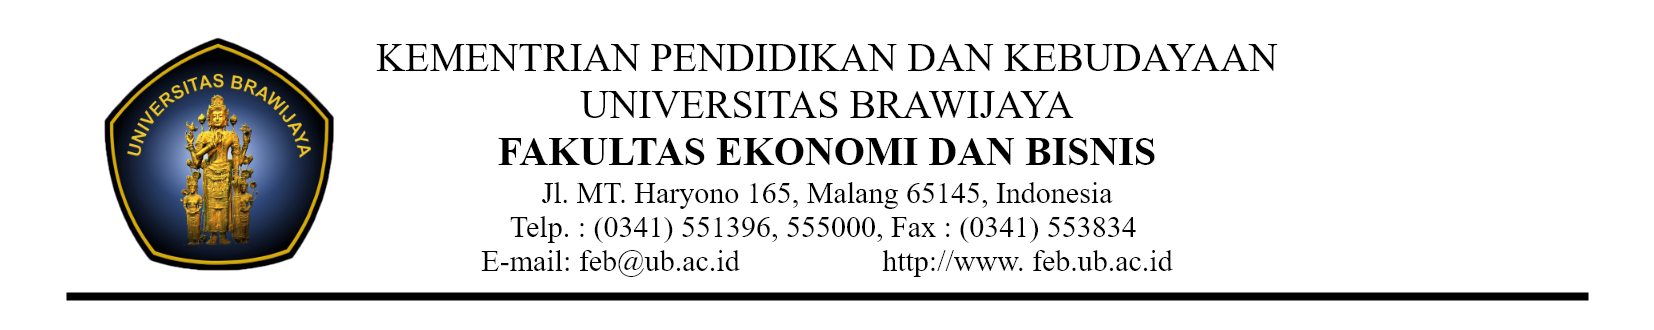 UNIVERSITAS BRAWIJAYA
KEMENTRIAN PENDIDIKAN DAN KEBUDAYAAN
UNIVERSITAS BRAWIJAYA
FAKULTAS EKONOMI DAN BISNIS
Jl. MT. Haryono 165, Malang 65145, Indonesia
Telp. : (0341) 551396, 555000, Fax : (0341) 553834
E-mail: feb@ub.ac.id http://www. feb.ub.ac.id